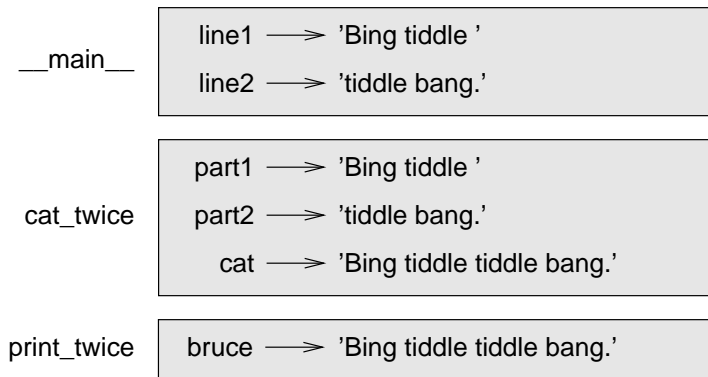 __main__
line1 ’Bing tiddle ’
line2 ’tiddle bang.’
cat_twice
part1 ’Bing tiddle ’
part2 ’tiddle bang.’
cat ’Bing tiddle tiddle bang.’
print_twice
bruce ’Bing tiddle tiddle bang.’